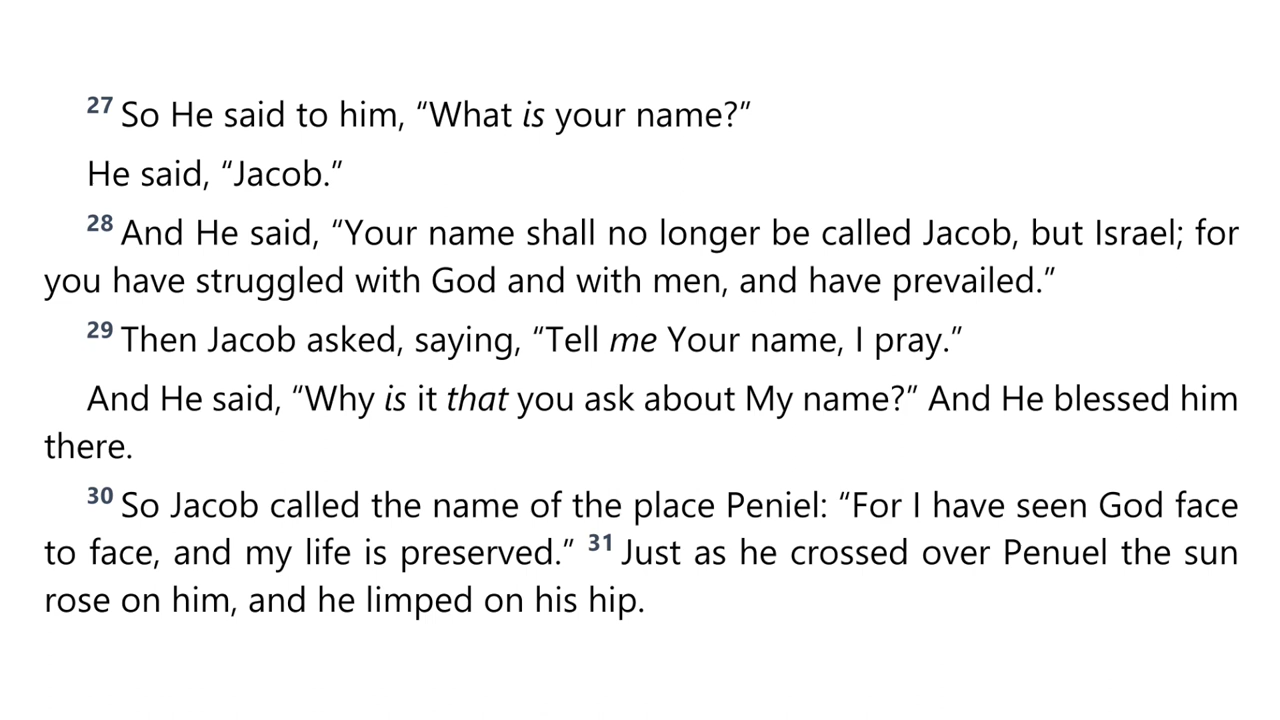 27 So He said to him, “What is your name?”
He said, “Jacob.”
28 And He said, “Your name shall no longer be called Jacob, but Israel; for
you have struggled with God and with men, and have prevailed.”
29 Then Jacob asked, saying, “Tell me Your name, I pray.”
And He said, “Why is it that you ask about My name?” And He blessed him
there.
30 So Jacob called the name of the place Peniel: “For I have seen God face
to face, and my life is preserved.” 31 Just as he crossed over Penuel the sun
rose on him, and he limped on his hip.